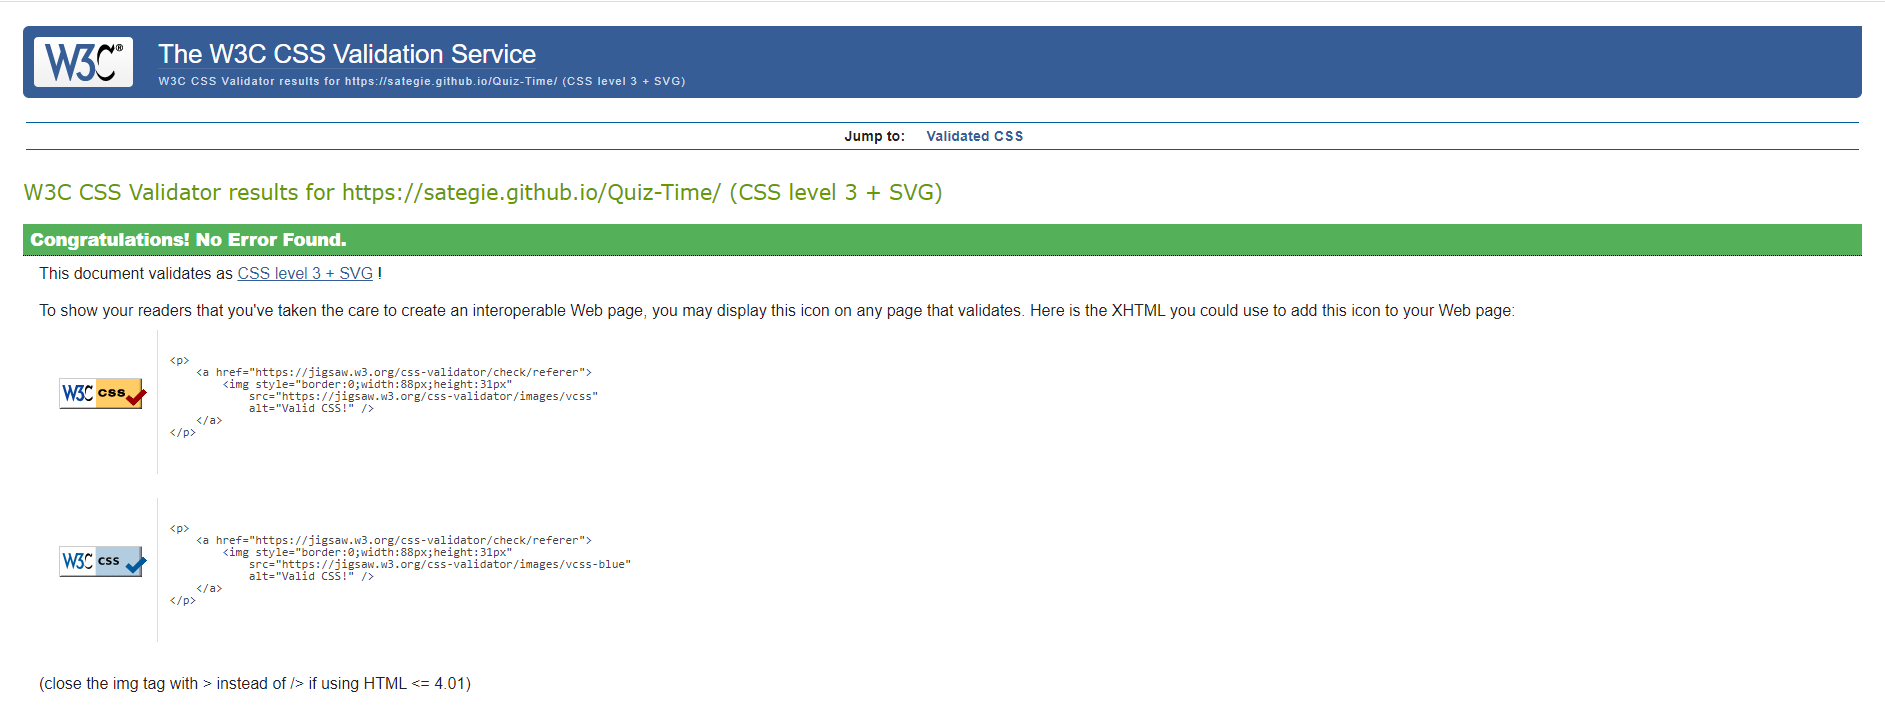 W3C®
The W3C CSS Validation Service
W3C CSS Validator results for https://sategie.github.io/Quiz-Time/ (CSS level 3 + SVG)
Jump to: Validated CSS
W3C CSS Validator results for https://sategie.github.io/Quiz-Time/ (CSS level 3 + SVG)
Congratulations! No Error Found.
This document validates as CSS level 3 + SVG !
To show your readers that you've taken the care to create an interoperable Web page, you may display this icon on any page that validates. Here is the XHTML you could use to add this icon to your Web page:
W3C css
<p>
    <a href="https://jigsaw.w3.org/css-validator/check/referer">
        <img style="border:0;width:88px;height:31px"
            src="https://jigsaw.w3.org/css-validator/images/vcss"
            alt="Valid CSS!" />
    </a>
</p>
W3C css
<p>
    <a href="https://jigsaw.w3.org/css-validator/check/referer">
        <img style="border:0;width:88px;height:31px"
            src="https://jigsaw.w3.org/css-validator/images/vcss-blue"
            alt="Valid CSS!" />
    </a>
</p>
(close the img tag with > instead of /> if using HTML <= 4.01)